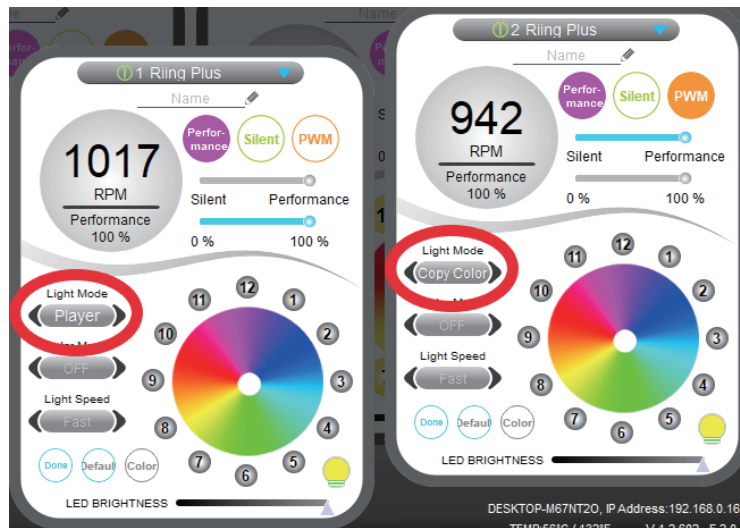 Name
1 Riing Plus
Name
1017
RPM
Performance
100 %
Perfor-
mance
Silent
PWM
Silent Performance
0 % 100 %
Light Mode
Player
OFF
Light Speed
Fast
Done Defaul Color
LED BRIGHTNESS
12
1
2
3
4
5
6
7
8
9
10
11
2 Riing Plus
Name
942
RPM
Performance
100 %
Perfor-
mance
Silent
PWM
Silent Performance
0 % 100 %
Light Mode
Copy Color
OFF
Light Speed
Fast
Done Defaul Color
LED BRIGHTNESS
12
1
2
3
4
5
6
7
8
9
10
11
DESKTOP-M67NT2O, IP Address:192.168.0.16